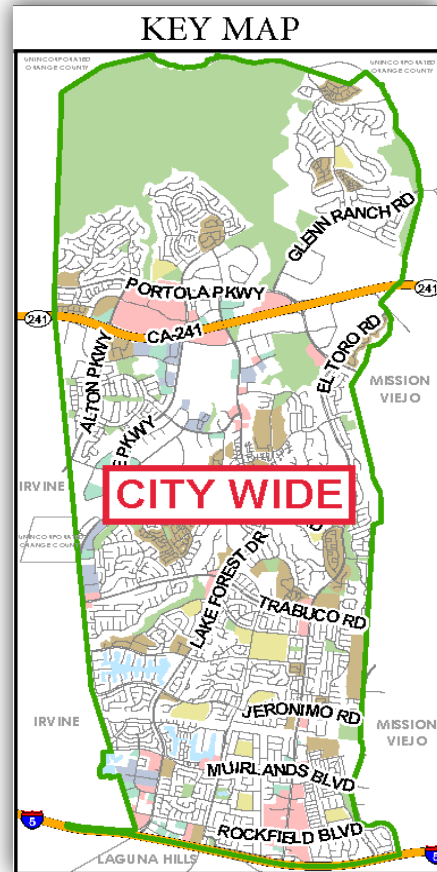 KEY MAP
UNINCORPORATED
ORANGE COUNTY
UNINCORPORATED
ORANGE COUNTY
GLENN RANCH RD
PORTOLA PKWY
241
241
CA-241
EL TORO RD
ALTON PKWY
MISSION
VIEJO
E PKWY
IRVINE
CITY WIDE
UNINCORPORATED
ORANGE COUNTY
LAKE FOREST DR
TRABUCO RD
JERONIMO RD
IRVINE
MISSION
VIEJO
MUIRLANDS BLVD
5
ROCKFIELD BLVD
5
LAGUNA HILLS